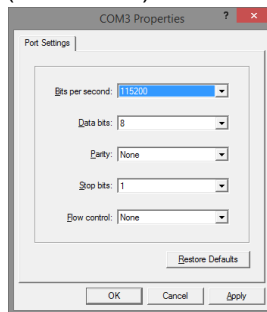 COM3 Properties ? ×
Port Settings
Bits per second: 115200
Data bits: 8
Parity: None
Stop bits: 1
Flow control: None
Restore Defaults
OK Cancel Apply